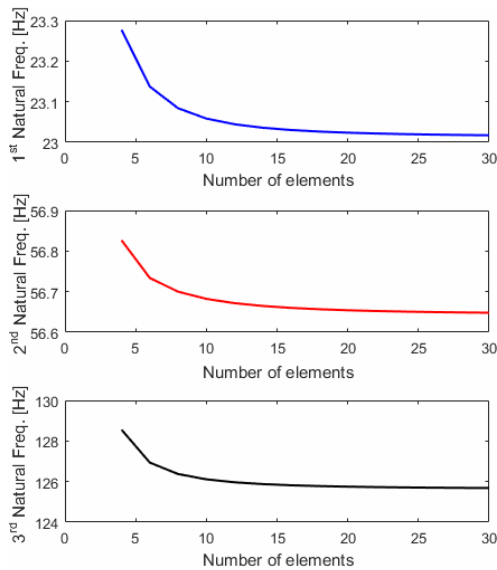 1st Natural Freq. [Hz]
23.3
23.2
23.1
23
0 5 10 15 20 25 30
Number of elements
2nd Natural Freq. [Hz]
56.9
56.8
56.7
56.6
0 5 10 15 20 25 30
Number of elements
3rd Natural Freq. [Hz]
130
128
126
124
0 5 10 15 20 25 30
Number of elements